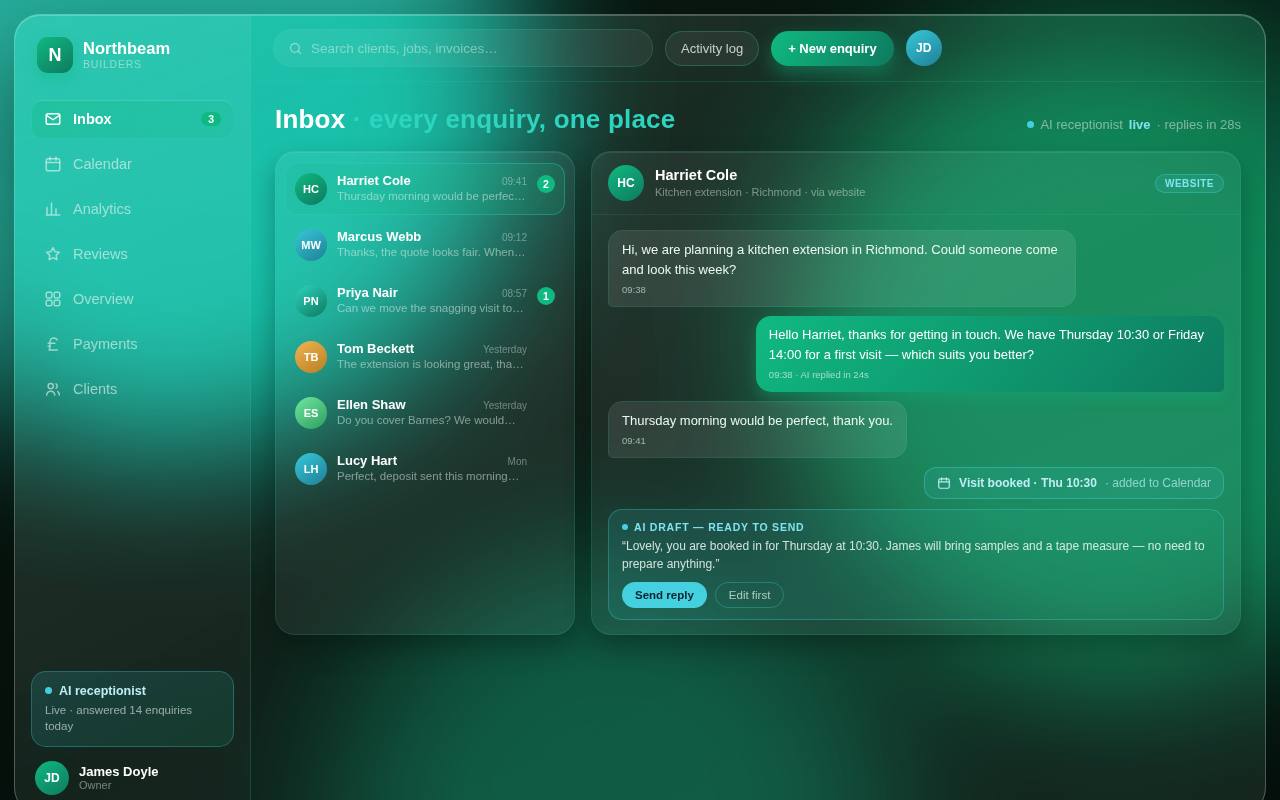 N
Northbeam
BUILDERS
Inbox 3
Calendar
Analytics
Reviews
Overview
Payments
Clients
AI receptionist
Live · answered 14 enquiries
today
JD
James Doyle
Owner
Search clients, jobs, invoices…
Activity log
+ New enquiry
JD
Inbox · every enquiry, one place
AI receptionist live · replies in 28s
HC
Harriet Cole 09:41 2
Thursday morning would be perfec…
MW
Marcus Webb 09:12
Thanks, the quote looks fair. When…
PN
Priya Nair 08:57 1
Can we move the snagging visit to…
TB
Tom Beckett Yesterday
The extension is looking great, tha…
ES
Ellen Shaw Yesterday
Do you cover Barnes? We would…
LH
Lucy Hart Mon
Perfect, deposit sent this morning…
HC
Harriet Cole
Kitchen extension · Richmond · via website
WEBSITE
Hi, we are planning a kitchen extension in Richmond. Could someone come
and look this week?
09:38
Hello Harriet, thanks for getting in touch. We have Thursday 10:30 or Friday
14:00 for a first visit — which suits you better?
09:38 · AI replied in 24s
Thursday morning would be perfect, thank you.
09:41
Visit booked · Thu 10:30 · added to Calendar
AI DRAFT — READY TO SEND
“Lovely, you are booked in for Thursday at 10:30. James will bring samples and a tape measure — no need to
prepare anything.”
Send reply
Edit first